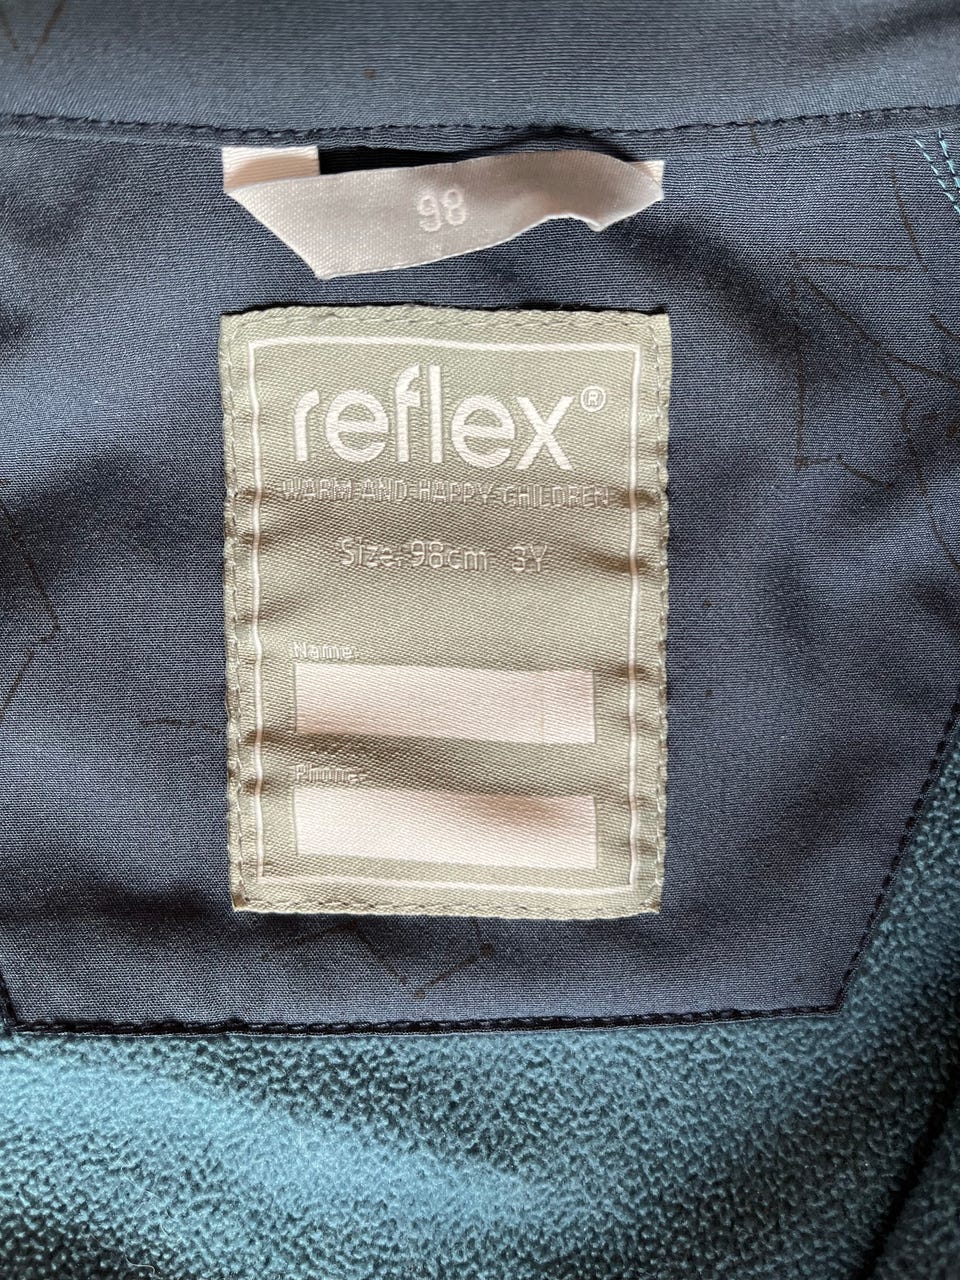 98
reflex®
WARM AND HAPPY CHILDREN
Size: 98cm 3Y
Name:
Phone: